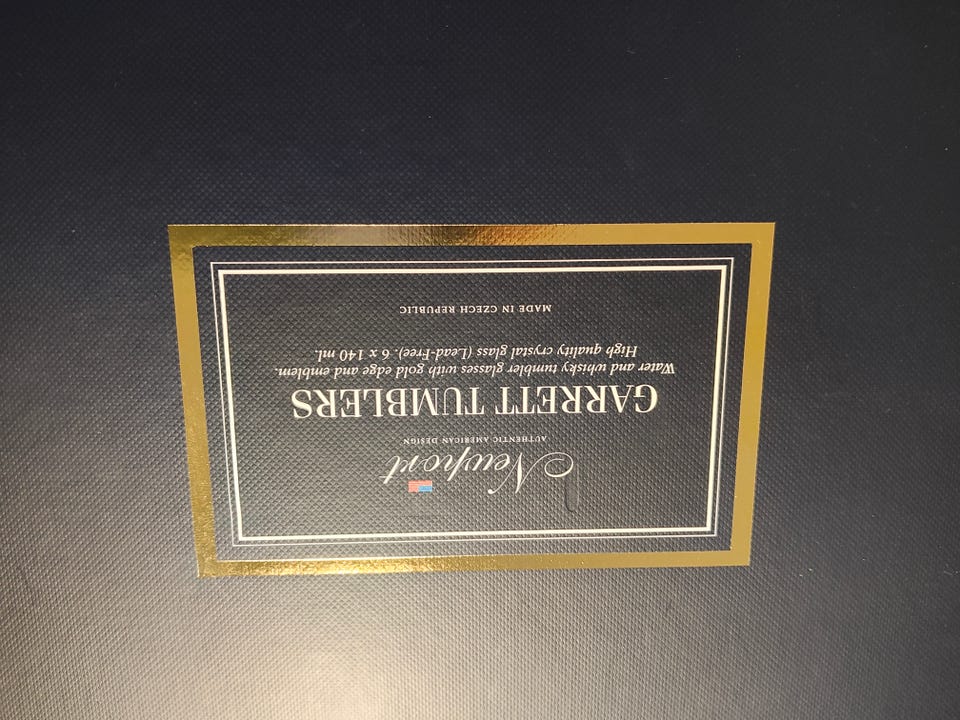 Newport
AUTHENTIC AMERICAN DESIGN
GARRETT TUMBLERS
Water and whisky tumbler glasses with gold edge and emblem.
High quality crystal glass (Lead-Free). 6 x 140 ml.
MADE IN CZECH REPUBLIC